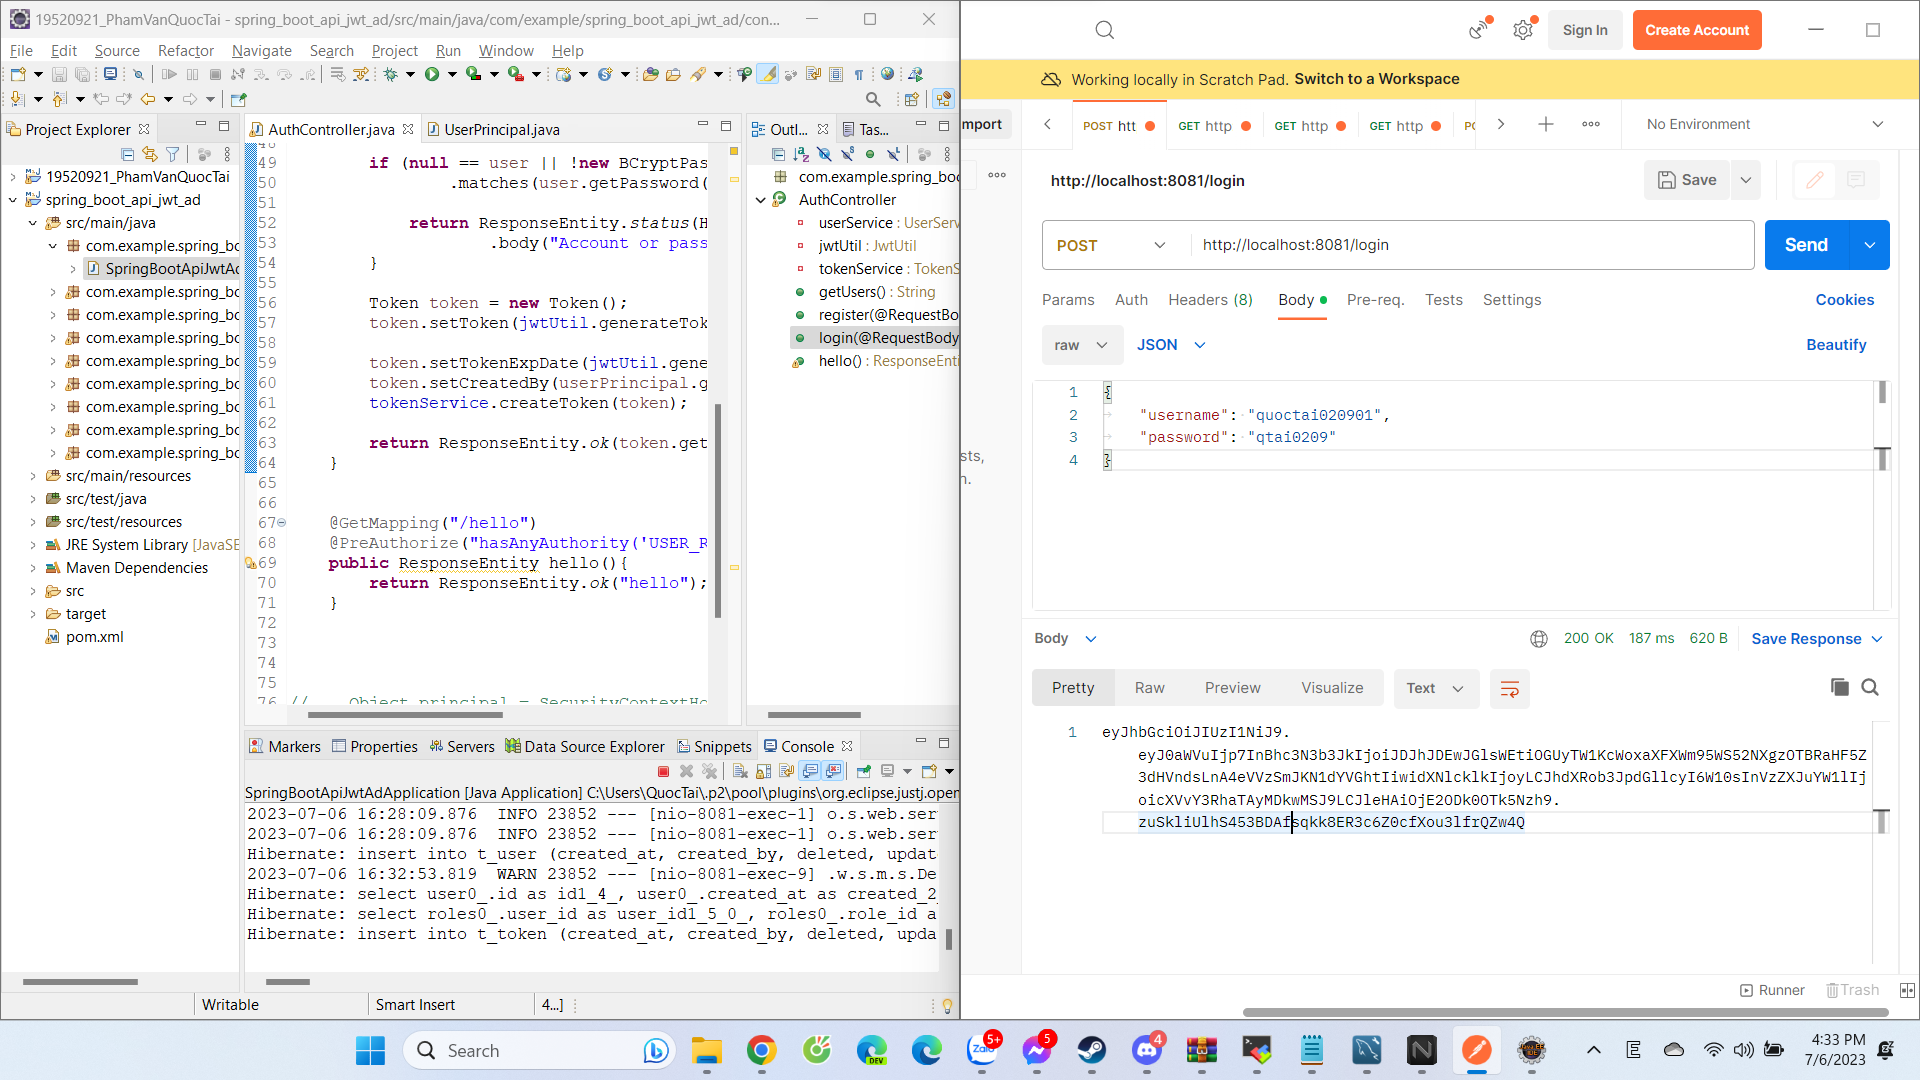 19520921_PhamVanQuocTai - spring_boot_api_jwt_ad/src/main/java/com/example/spring_boot_api_jwt_ad/con...
File Edit Source Refactor Navigate Search Project Run Window Help
Project Explorer
19520921_PhamVanQuocTai
spring_boot_api_jwt_ad
src/main/java
com.example.spring_bo
SpringBootApiJwtAd
com.example.spring_bo
com.example.spring_bo
com.example.spring_bo
com.example.spring_bo
com.example.spring_bo
com.example.spring_bo
com.example.spring_bo
com.example.spring_bo
src/main/resources
src/test/java
src/test/resources
JRE System Library [JavaSE
Maven Dependencies
src
target
pom.xml
AuthController.java UserPrincipal.java
49 if (null == user || !new BCryptPas
50 .matches(user.getPassword(
51
52 return ResponseEntity.status(H
53 .body("Account or pass
54 }
55
56 Token token = new Token();
57 token.setToken(jwtUtil.generateTok
58
59 token.setTokenExpDate(jwtUtil.gene
60 token.setCreatedBy(userPrincipal.g
61 tokenService.createToken(token);
62
63 return ResponseEntity.ok(token.get
64 }
65
66
67 @GetMapping("/hello")
68 @PreAuthorize("hasAnyAuthority('USER_R
69 public ResponseEntity hello(){
70 return ResponseEntity.ok("hello");
71 }
72
73
74
75
76 // Object principal = SecurityContextHo
Outl... Tas...
com.example.spring_boo
AuthController
userService : UserServ
jwtUtil : JwtUtil
tokenService : TokenS
getUsers() : String
register(@RequestBo
login(@RequestBody
hello() : ResponseEnti
Markers Properties Servers Data Source Explorer Snippets Console
SpringBootApiJwtAdApplication [Java Application] C:\Users\QuocTai\.p2\pool\plugins\org.eclipse.justj.open
2023-07-06 16:28:09.876 INFO 23852 --- [nio-8081-exec-1] o.s.web.ser
2023-07-06 16:28:09.876 INFO 23852 --- [nio-8081-exec-1] o.s.web.ser
Hibernate: insert into t_user (created_at, created_by, deleted, updat
2023-07-06 16:32:53.819 WARN 23852 --- [nio-8081-exec-9] .w.s.m.s.De
Hibernate: select user0_.id as id1_4_, user0_.created_at as created_2
Hibernate: select roles0_.user_id as user_id1_5_0_, roles0_.role_id a
Hibernate: insert into t_token (created_at, created_by, deleted, upda
Writable Smart Insert 4...]
Sign In Create Account
Working locally in Scratch Pad. Switch to a Workspace
mport POST htt GET http GET http GET http PO No Environment
http://localhost:8081/login Save
POST http://localhost:8081/login Send
Params Auth Headers (8) Body Pre-req. Tests Settings Cookies
raw JSON Beautify
1 {
2 "username": "quoctai020901",
3 "password": "qtai0209"
4 }
sts,
n.
Body 200 OK 187 ms 620 B Save Response
Pretty Raw Preview Visualize Text
1 eyJhbGciOiJIUzI1NiJ9.
eyJ0aWVuIjp7InBhc3N3b3JkIjoiJDJhJDEwJGlsWEtiOGUyTW1KcWoxaXFXWm95WS52NXgzOTBRaHF5Z
3dHVndsLnA4eVVzSmJKN1dYVGhtIiwidXNlcklkIjoyLCJhdXRob3JpdGllcyI6W10sInVzZXJuYW1lIj
oicXVvY3RhaTAyMDkwMSJ9LCJleHAiOjE2ODk0OTk5Nzh9.
zuSkliUlhS453BDAfsqkk8ER3c6Z0cfXou3lfrQZw4Q
Runner Trash
Search DEV 5+ Zalo 5 4 4:33 PM
7/6/2023